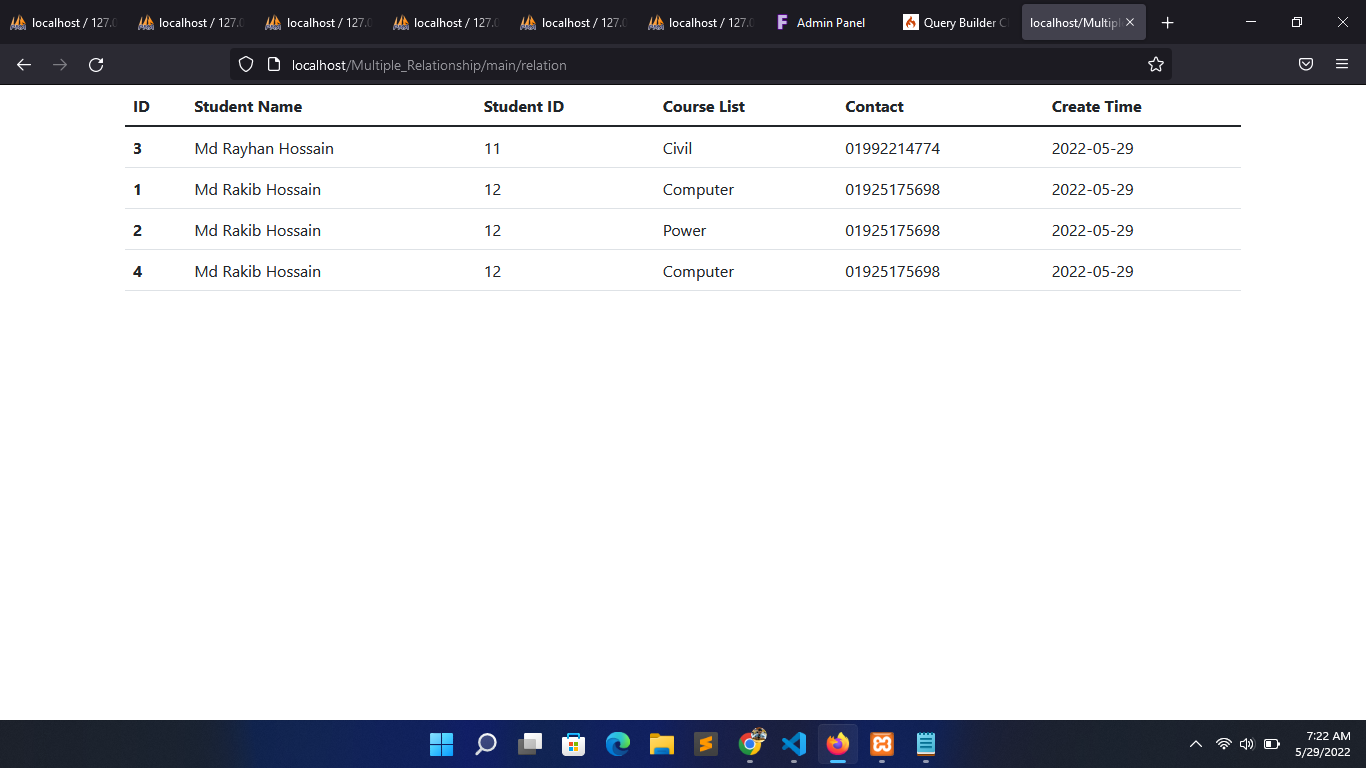 localhost / 127.0 localhost / 127.0 localhost / 127.0 localhost / 127.0 localhost / 127.0 localhost / 127.0 Admin Panel Query Builder Cl localhost/Multipl
localhost/Multiple_Relationship/main/relation
ID Student Name Student ID Course List Contact Create Time
3 Md Rayhan Hossain 11 Civil 01992214774 2022-05-29
1 Md Rakib Hossain 12 Computer 01925175698 2022-05-29
2 Md Rakib Hossain 12 Power 01925175698 2022-05-29
4 Md Rakib Hossain 12 Computer 01925175698 2022-05-29
7:22 AM
5/29/2022